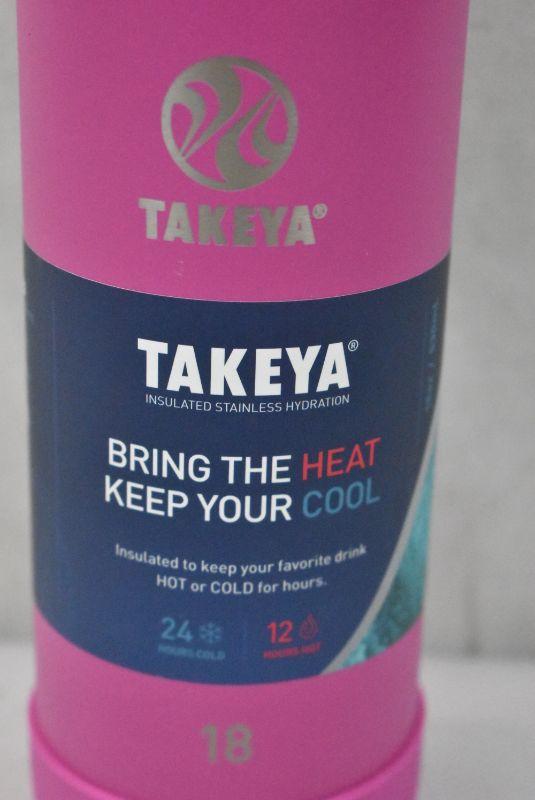 TAKEYA®
TAKEYA®
INSULATED STAINLESS HYDRATION
BRING THE HEAT
KEEP YOUR COOL
Insulated to keep your favorite drink
HOT or COLD for hours.
24 12
HOURS COLD HOURS HOT
18